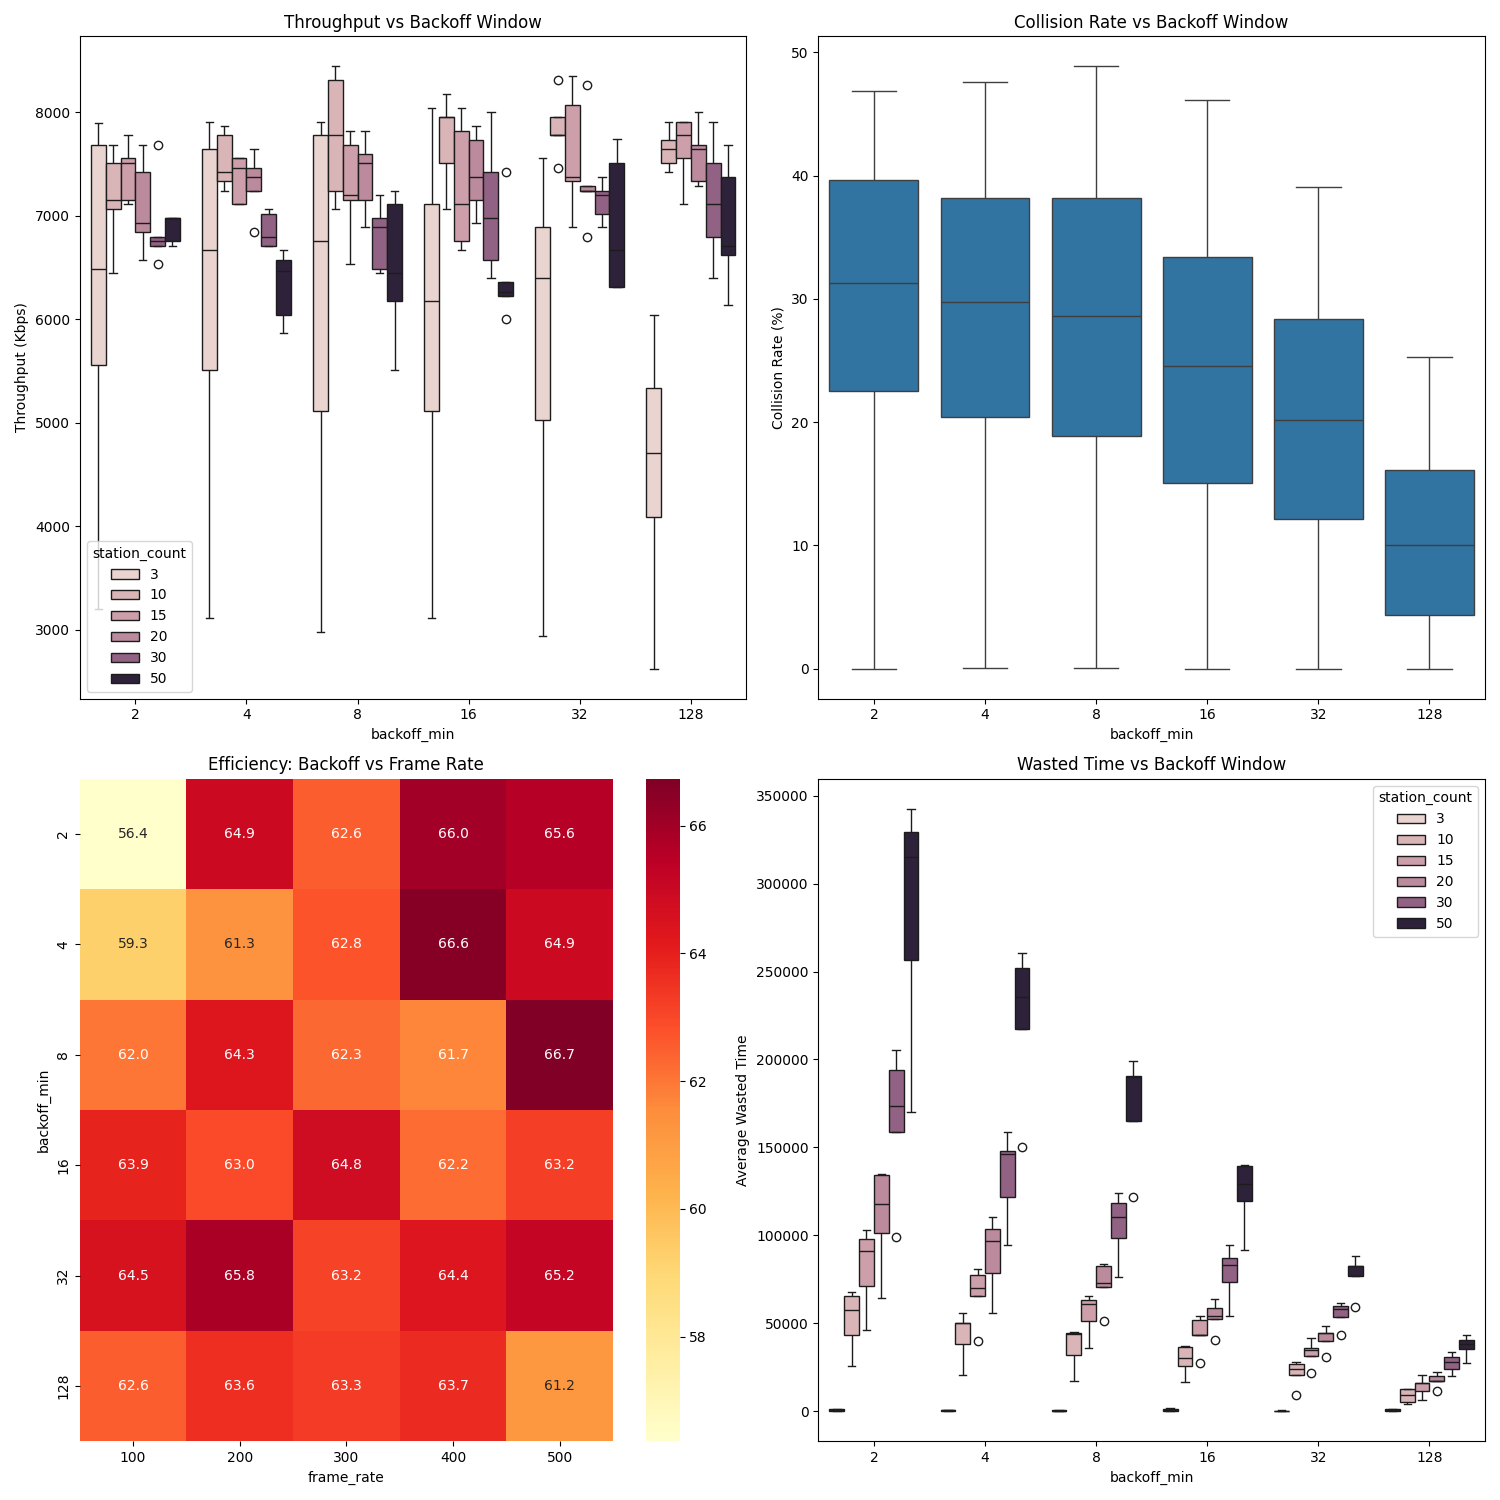 Throughput vs Backoff Window
Throughput (Kbps)
8000
7000
6000
5000
4000
3000
station_count
3
10
15
20
30
50
2 4 8 16 32 128
backoff_min
Collision Rate vs Backoff Window
Collision Rate (%)
50
40
30
20
10
0
2 4 8 16 32 128
backoff_min
Efficiency: Backoff vs Frame Rate
backoff_min
2 56.4 64.9 62.6 66.0 65.6
4 59.3 61.3 62.8 66.6 64.9
8 62.0 64.3 62.3 61.7 66.7
16 63.9 63.0 64.8 62.2 63.2
32 64.5 65.8 63.2 64.4 65.2
128 62.6 63.6 63.3 63.7 61.2
100 200 300 400 500
frame_rate
66
64
62
60
58
Wasted Time vs Backoff Window
Average Wasted Time
350000
300000
250000
200000
150000
100000
50000
0
station_count
3
10
15
20
30
50
2 4 8 16 32 128
backoff_min